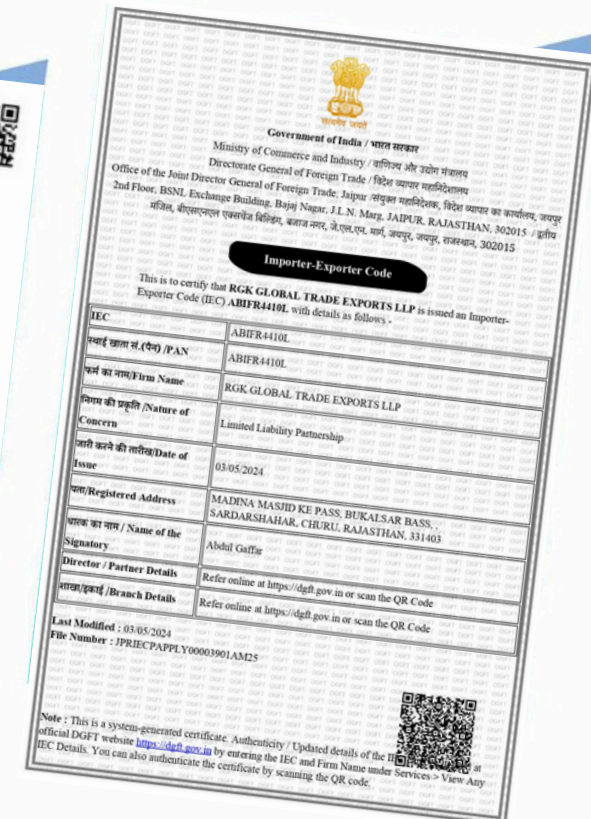 सत्यमेव जयते
Government of India / भारत सरकार
Ministry of Commerce and Industry / वाणिज्य और उद्योग मंत्रालय
Directorate General of Foreign Trade / विदेश व्यापार महानिदेशालय
Office of the Joint Director General of Foreign Trade, Jaipur /संयुक्त महानिदेशक, विदेश व्यापार का कार्यालय, जयपुर
2nd Floor, BSNL Exchange Building, Bajaj Nagar, J.L.N. Marg, JAIPUR, RAJASTHAN, 302015 / द्वितीय
मंजिल, बीएसएनएल एक्सचेंज बिल्डिंग, बजाज नगर, जे.एल.एन. मार्ग, जयपुर, जयपुर, राजस्थान, 302015
Importer-Exporter Code
This is to certify that RGK GLOBAL TRADE EXPORTS LLP is issued an Importer-
Exporter Code (IEC) ABIFR4410L with details as follows -
IEC ABIFR4410L
स्थाई खाता सं.(पैन) /PAN ABIFR4410L
फर्म का नाम/Firm Name RGK GLOBAL TRADE EXPORTS LLP
निगम की प्रकृति /Nature of
Concern Limited Liability Partnership
जारी करने की तारीख/Date of
Issue 03/05/2024
पता/Registered Address MADINA MASJID KE PASS, BUKALSAR BASS, ,
SARDARSHAHAR, CHURU, RAJASTHAN, 331403
धारक का नाम / Name of the
Signatory Abdul Gaffar
Director / Partner Details Refer online at https://dgft.gov.in or scan the QR Code
शाखा/इकाई /Branch Details Refer online at https://dgft.gov.in or scan the QR Code
Last Modified : 03/05/2024
File Number : JPRIECPAPPLY00003901AM25
Note : This is a system-generated certificate. Authenticity / Updated details of the at
official DGFT website https://dgft.gov.in by entering the IEC and Firm Name under Services > View Any
IEC Details. You can also authenticate the certificate by scanning the QR code.